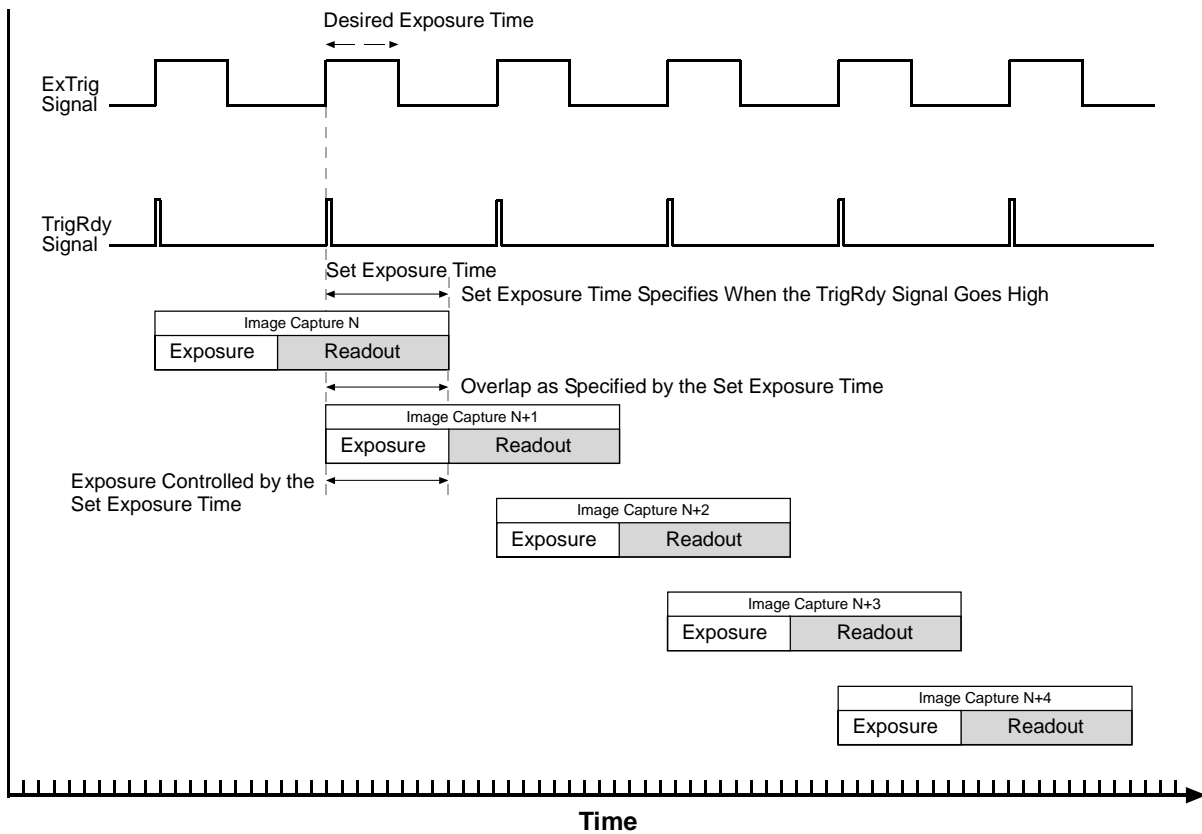 Desired Exposure Time
ExTrig
Signal
TrigRdy
Signal
Set Exposure Time
Set Exposure Time Specifies When the TrigRdy Signal Goes High
Image Capture N
Exposure Readout
Overlap as Specified by the Set Exposure Time
Image Capture N+1
Exposure Readout
Exposure Controlled by the
Set Exposure Time
Image Capture N+2
Exposure Readout
Image Capture N+3
Exposure Readout
Image Capture N+4
Exposure Readout
Time